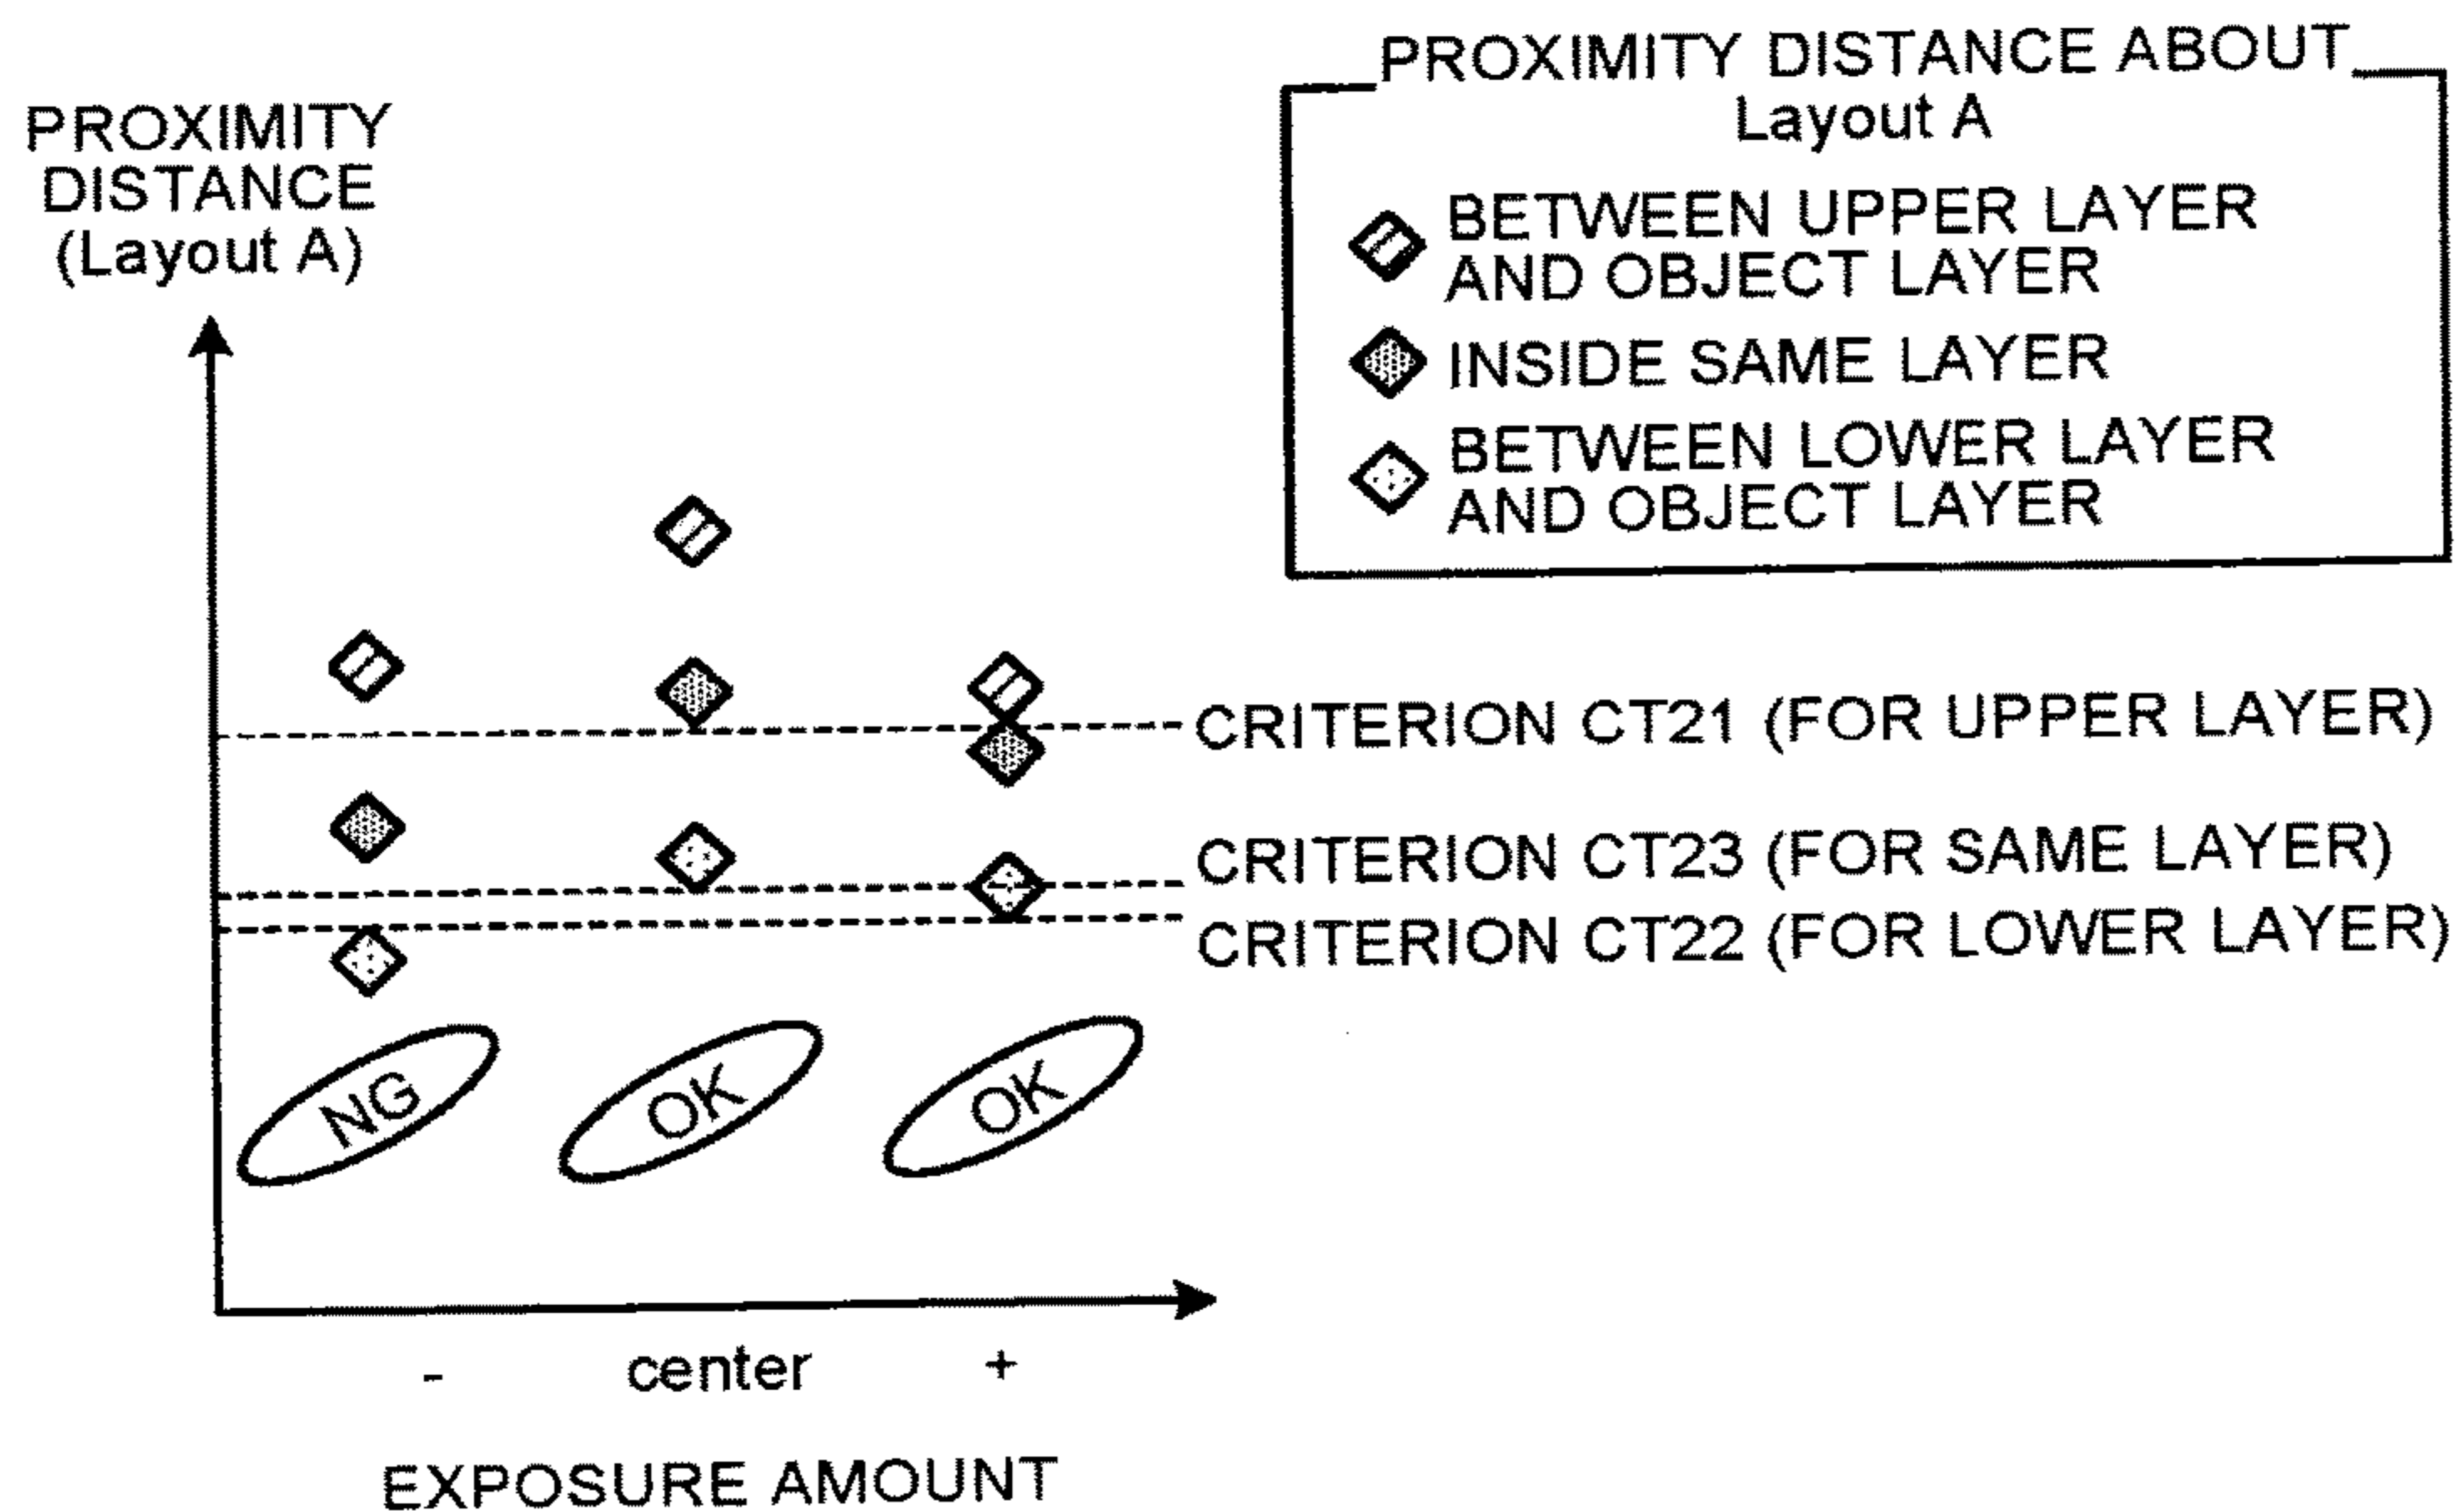 PROXIMITY
DISTANCE
(Layout A)
PROXIMITY DISTANCE ABOUT
Layout A
BETWEEN UPPER LAYER
AND OBJECT LAYER
INSIDE SAME LAYER
BETWEEN LOWER LAYER
AND OBJECT LAYER
CRITERION CT21 (FOR UPPER LAYER)
CRITERION CT23 (FOR SAME LAYER)
CRITERION CT22 (FOR LOWER LAYER)
NG OK OK
- center +
EXPOSURE AMOUNT